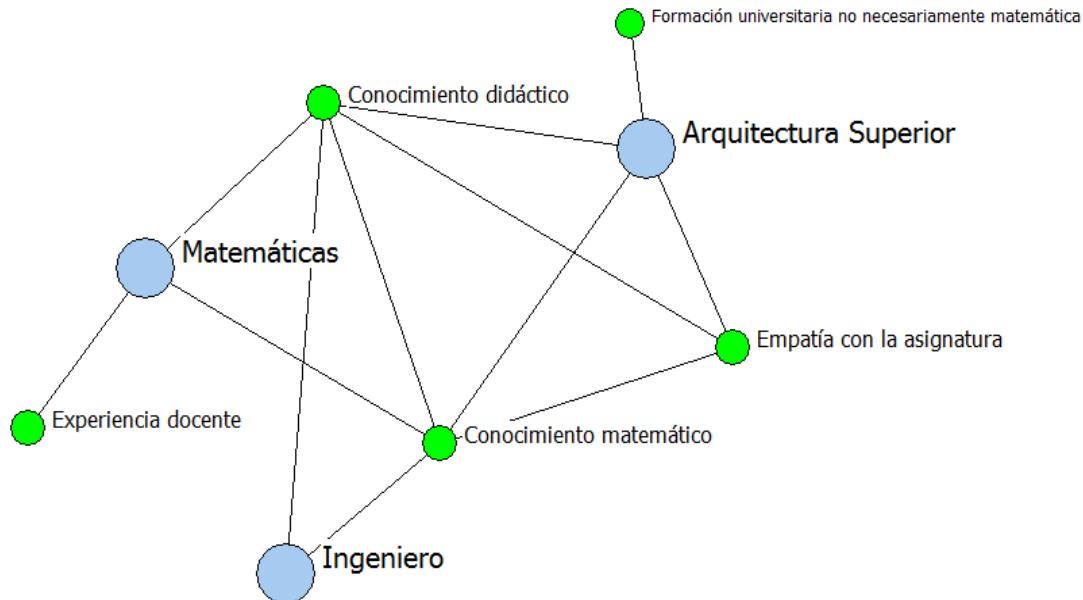 Formación universitaria no necesariamente matemática
Conocimiento didáctico
Arquitectura Superior
Matemáticas
Empatía con la asignatura
Experiencia docente
Conocimiento matemático
Ingeniero